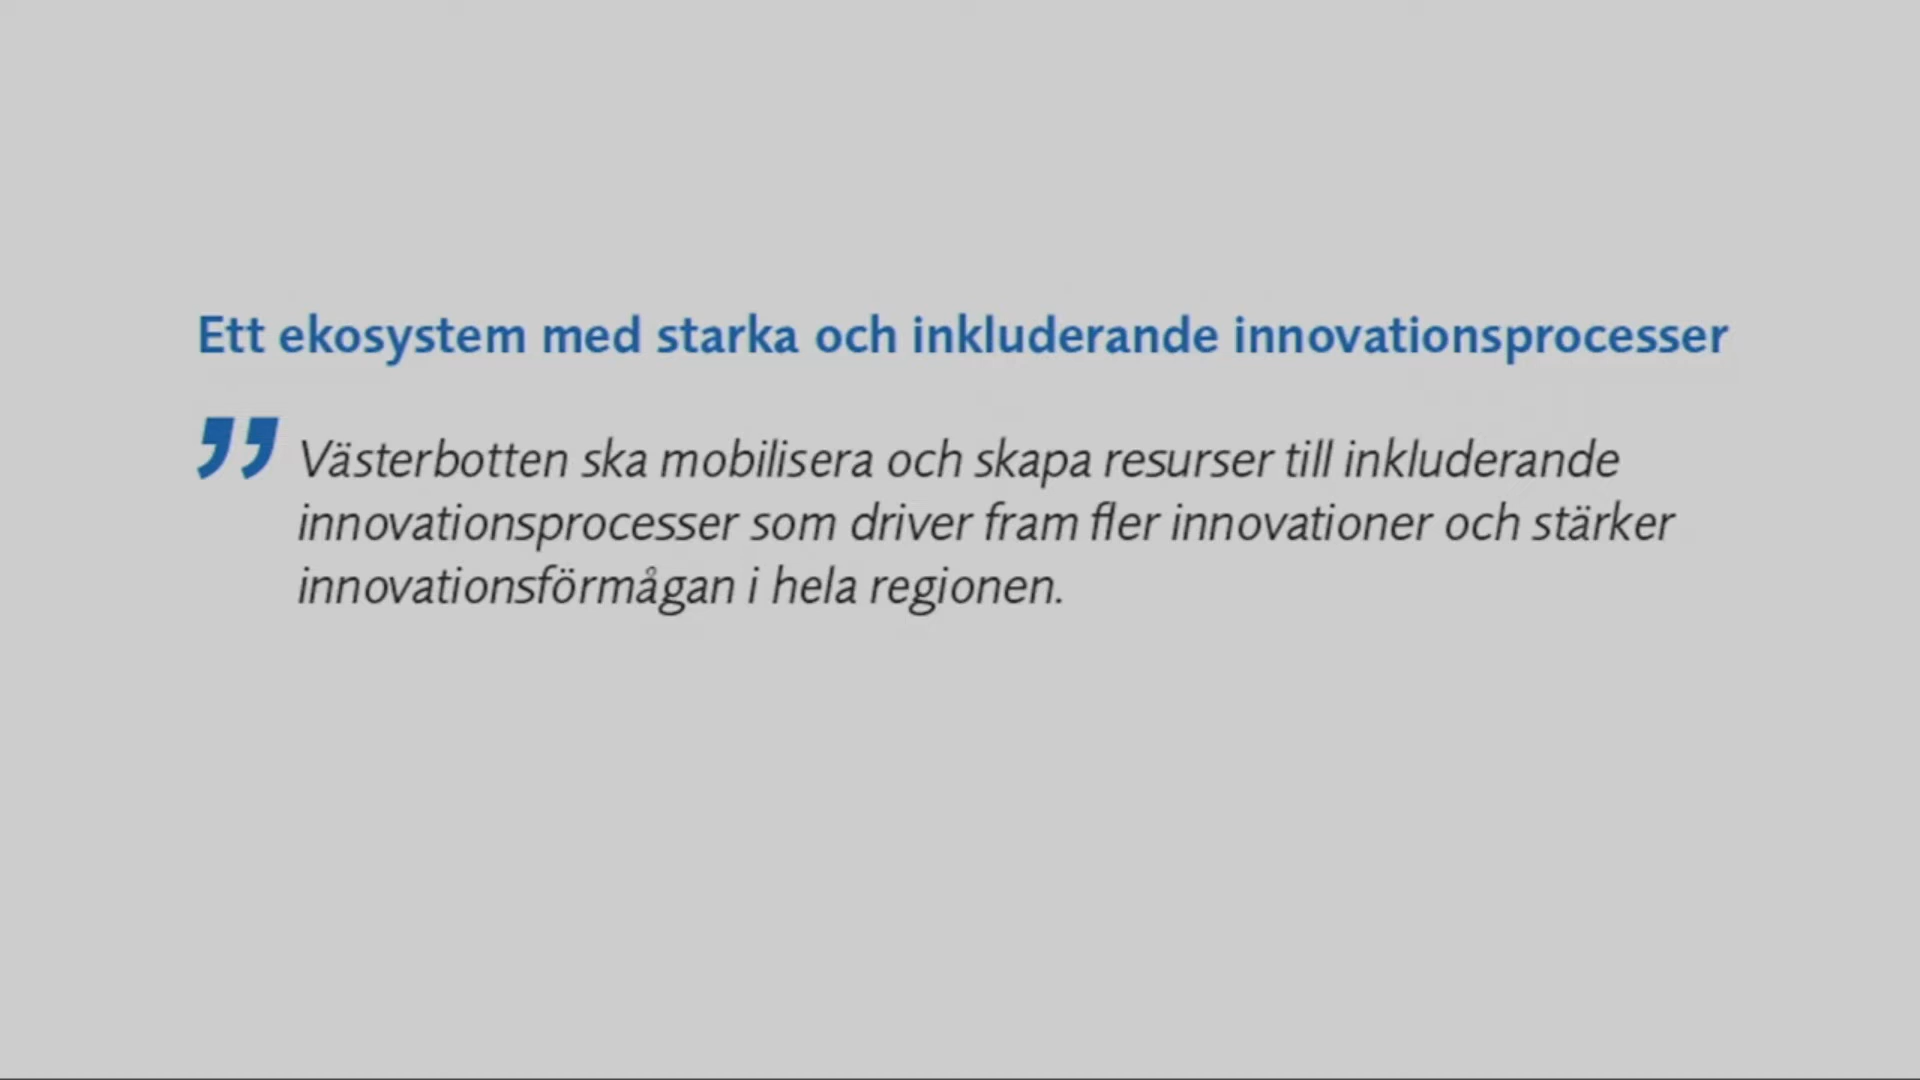 Ett ekosystem med starka och inkluderande innovationsprocesser
” Västerbotten ska mobilisera och skapa resurser till inkluderande
innovationsprocesser som driver fram fler innovationer och stärker
innovationsförmågan i hela regionen.